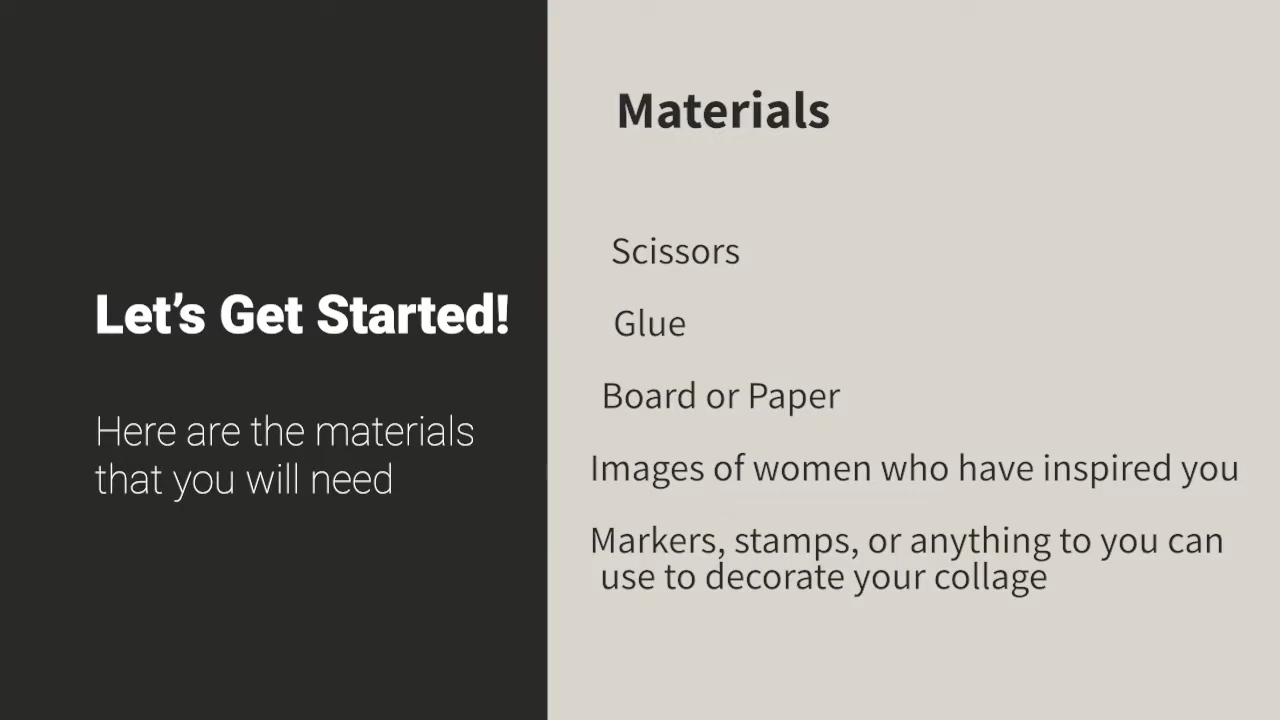 Let's Get Started!
Here are the materials
that you will need
Materials
Scissors
Glue
Board or Paper
Images of women who have inspired you
Markers, stamps, or anything to you can
use to decorate your collage